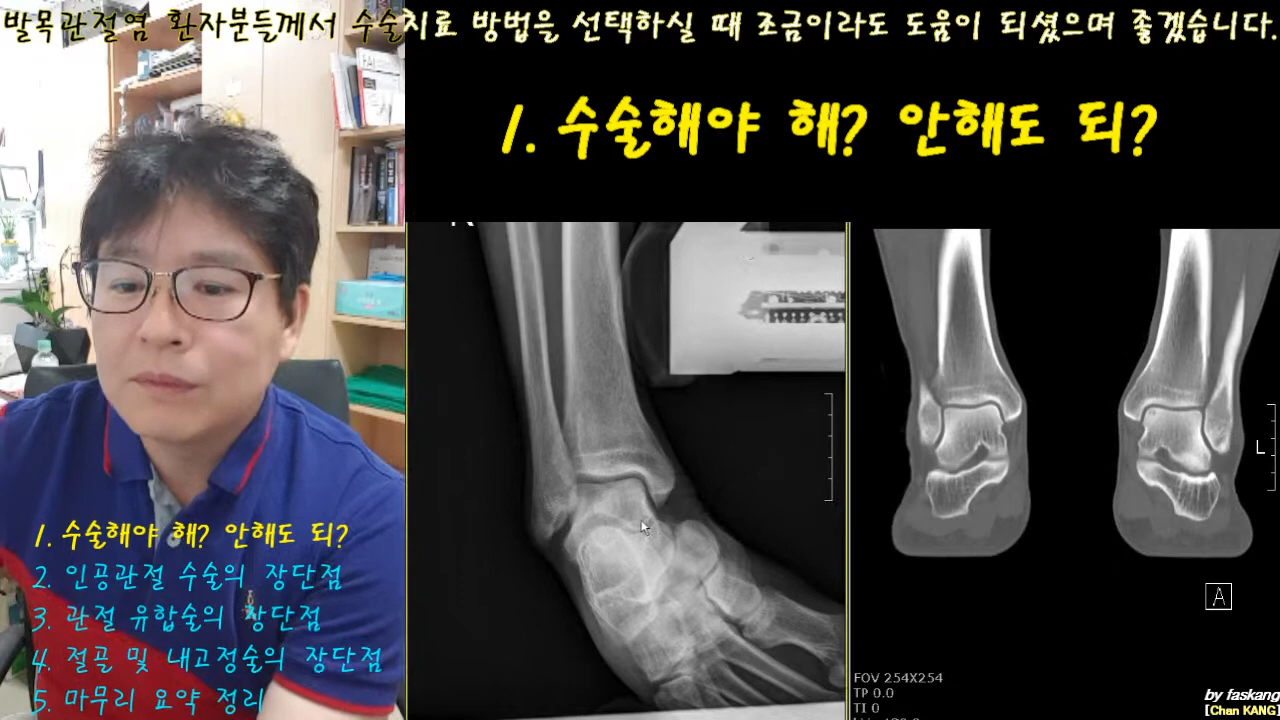 발목관절염 환자분들께서 수술치료 방법을 선택하실 때 조금이라도 도움이 되셨으며 좋겠습니다.
1. 수술해야 해? 안해도 되?
L
A
1. 수술해야 해? 안해도 되?
2. 인공관절 수술의 장단점
3. 관절 유합술의 장단점
4. 절골 및 내고정술의 장단점
5. 마무리 요약 정리
FOV 254X254
TP 0.0
TI 0
by faskang
[Chan KANG]